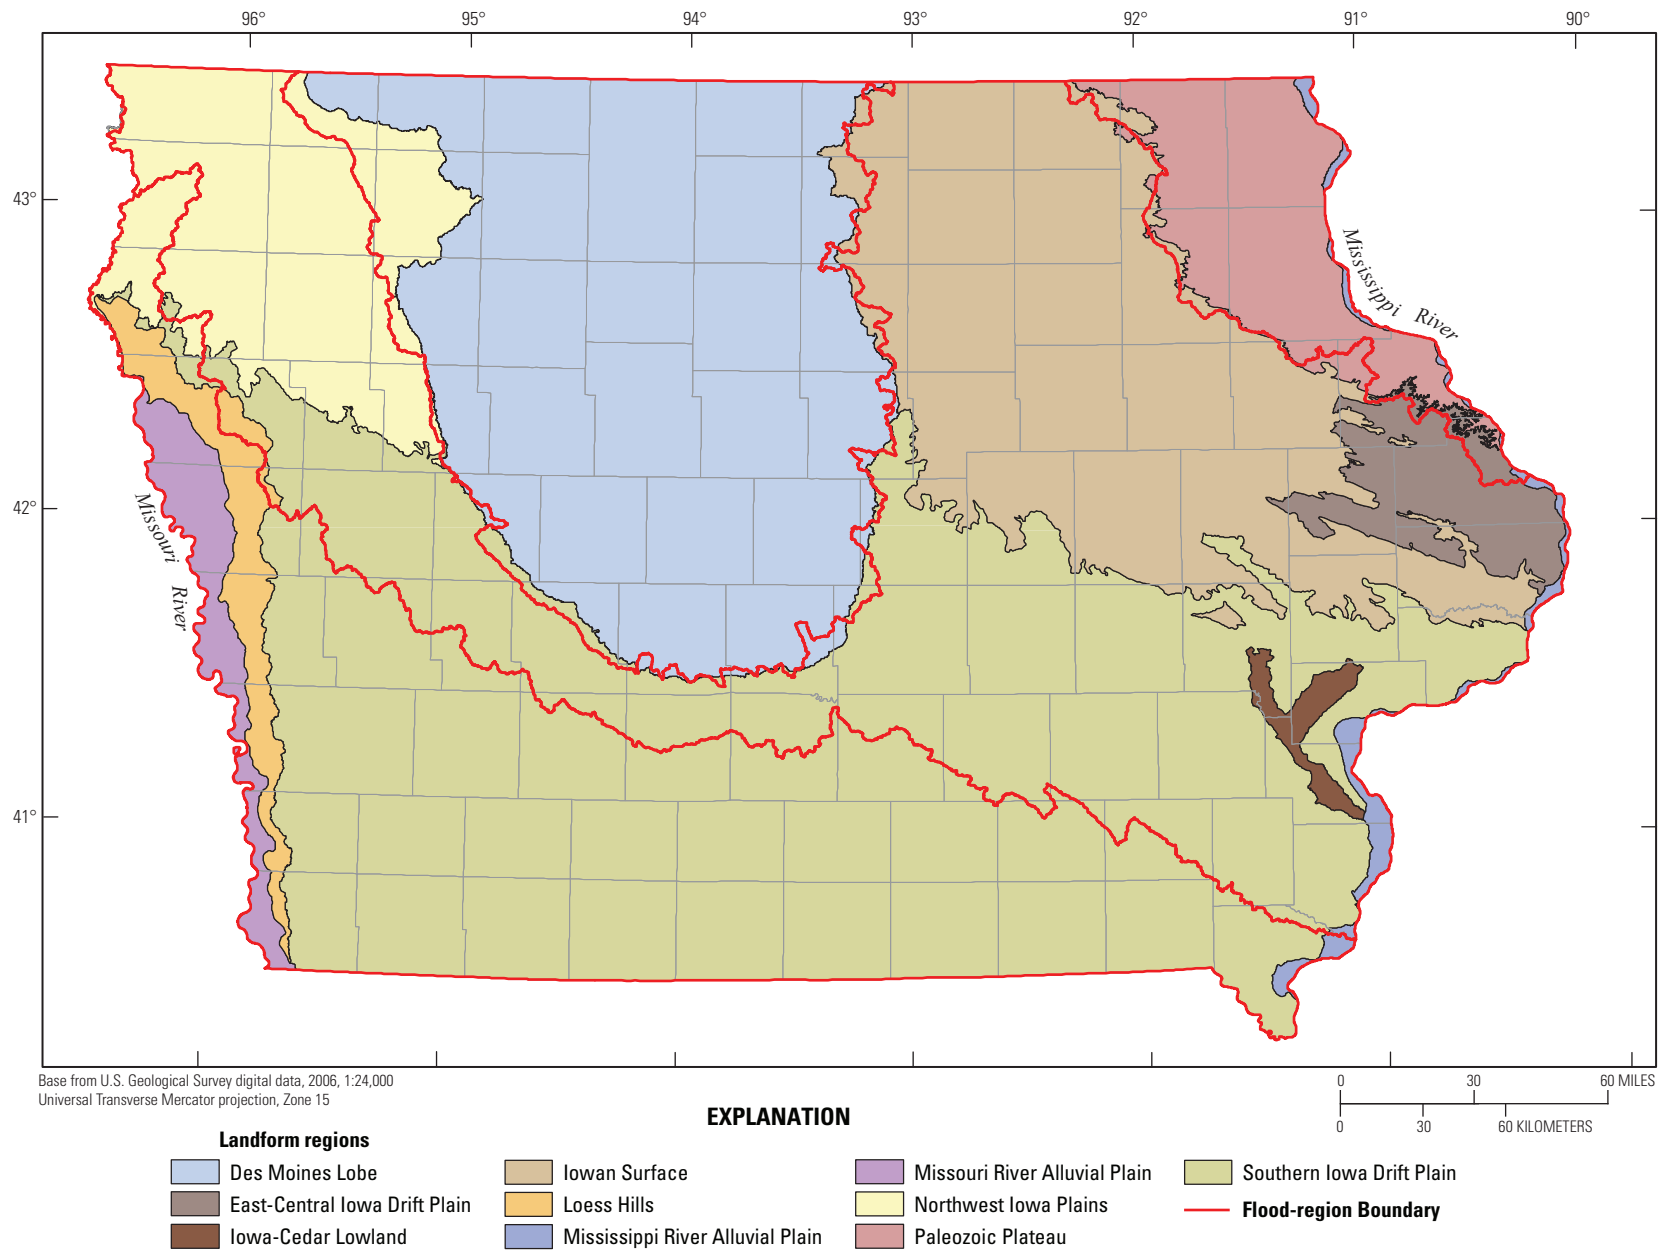 96° 95° 94° 93° 92° 91° 90°
43°
Mississippi River
42°
Missouri River
41°
Base from U.S. Geological Survey digital data, 2006, 1:24,000
Universal Transverse Mercator projection, Zone 15
0 30 60 MILES
0 30 60 KILOMETERS
EXPLANATION
Landform regions
Des Moines Lobe
East-Central Iowa Drift Plain
Iowa-Cedar Lowland
Iowan Surface
Loess Hills
Mississippi River Alluvial Plain
Missouri River Alluvial Plain
Northwest Iowa Plains
Paleozoic Plateau
Southern Iowa Drift Plain
Flood-region Boundary